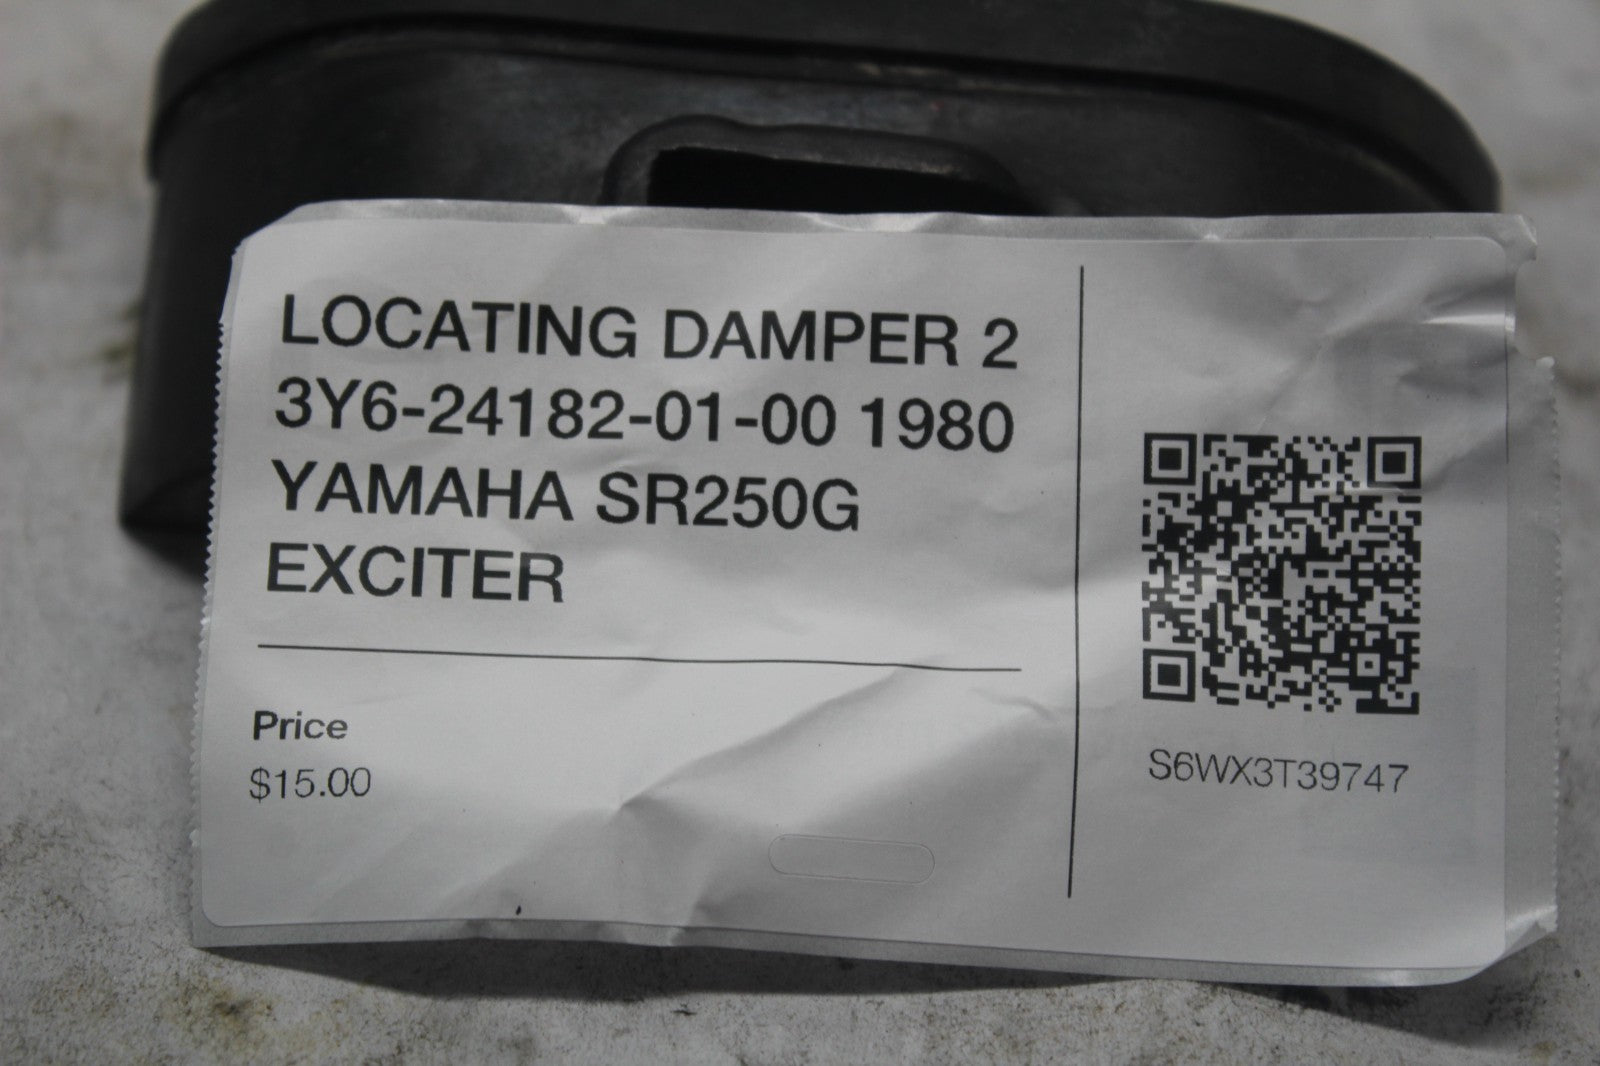 LOCATING DAMPER 2
3Y6-24182-01-00 1980
YAMAHA SR250G
EXCITER
Price
$15.00
S6WX3T39747